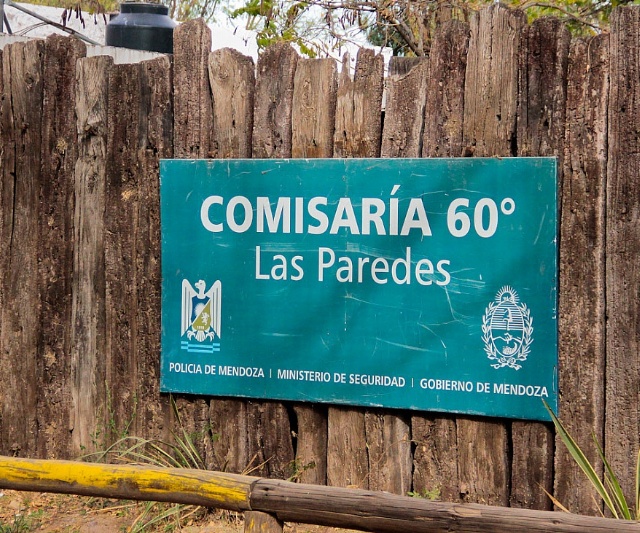 COMISARÍA 60°
Las Paredes
POLICIA DE MENDOZA | MINISTERIO DE SEGURIDAD | GOBIERNO DE MENDOZA